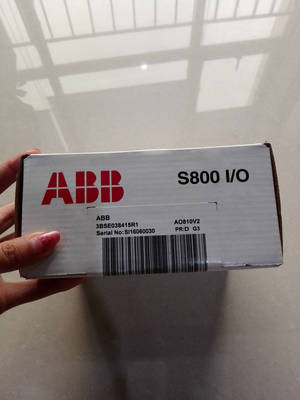 ABB
S800 I/O
ABB
3BSE038415R1 AO810V2
Serial No:SI16060030 PR:D G3